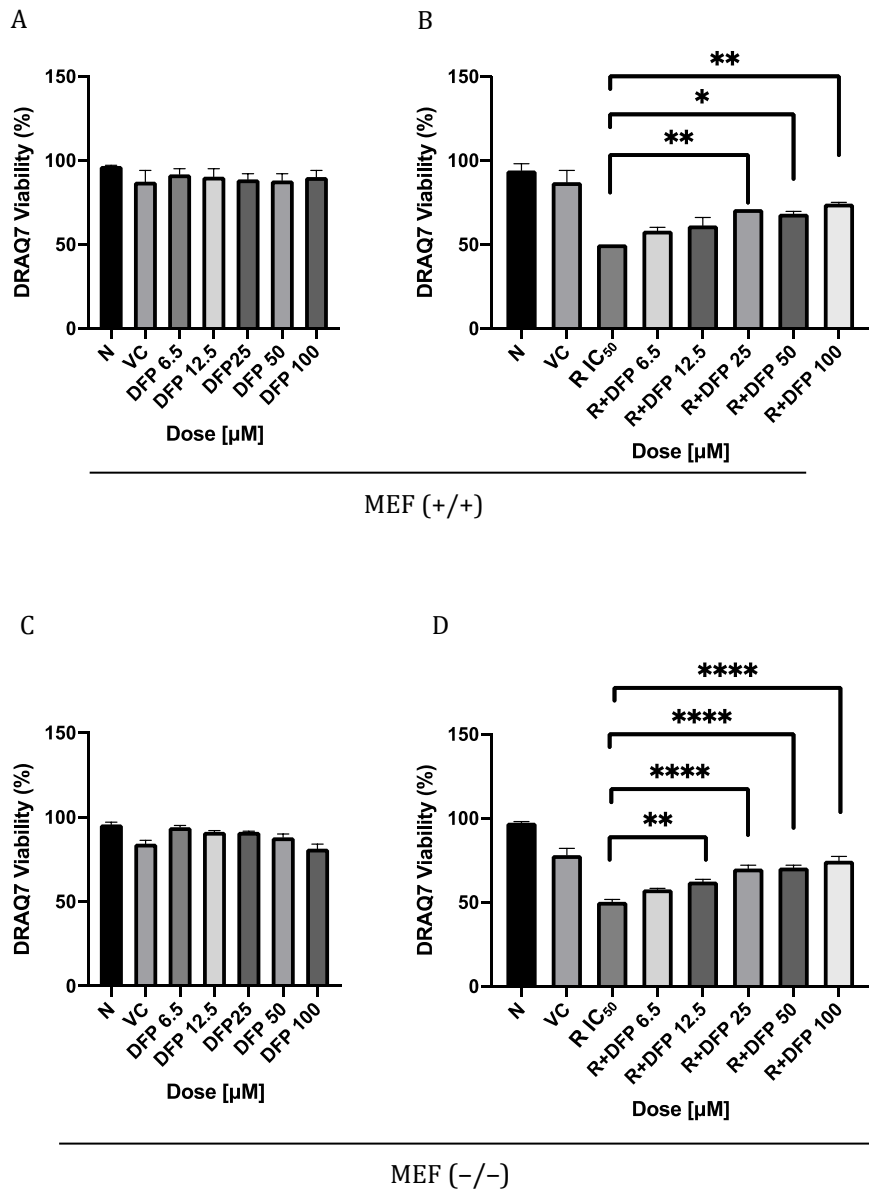 A
B
150
100
50
0
DRAQ7 Viability (%)
N
VC
DFP 6.5
DFP 12.5
DFP25
DFP 50
DFP 100
Dose [µM]
**
*
**
150
100
50
0
DRAQ7 Viability (%)
N
VC
R IC₅₀
R+DFP 6.5
R+DFP 12.5
R+DFP 25
R+DFP 50
R+DFP 100
Dose [µM]
MEF (+/+)
C
D
150
100
50
0
DRAQ7 Viability (%)
N
VC
DFP 6.5
DFP 12.5
DFP25
DFP 50
DFP 100
Dose [µM]
****
****
****
**
150
100
50
0
DRAQ7 Viability (%)
N
VC
R IC₅₀
R+DFP 6.5
R+DFP 12.5
R+DFP 25
R+DFP 50
R+DFP 100
Dose [µM]
MEF (−/−)